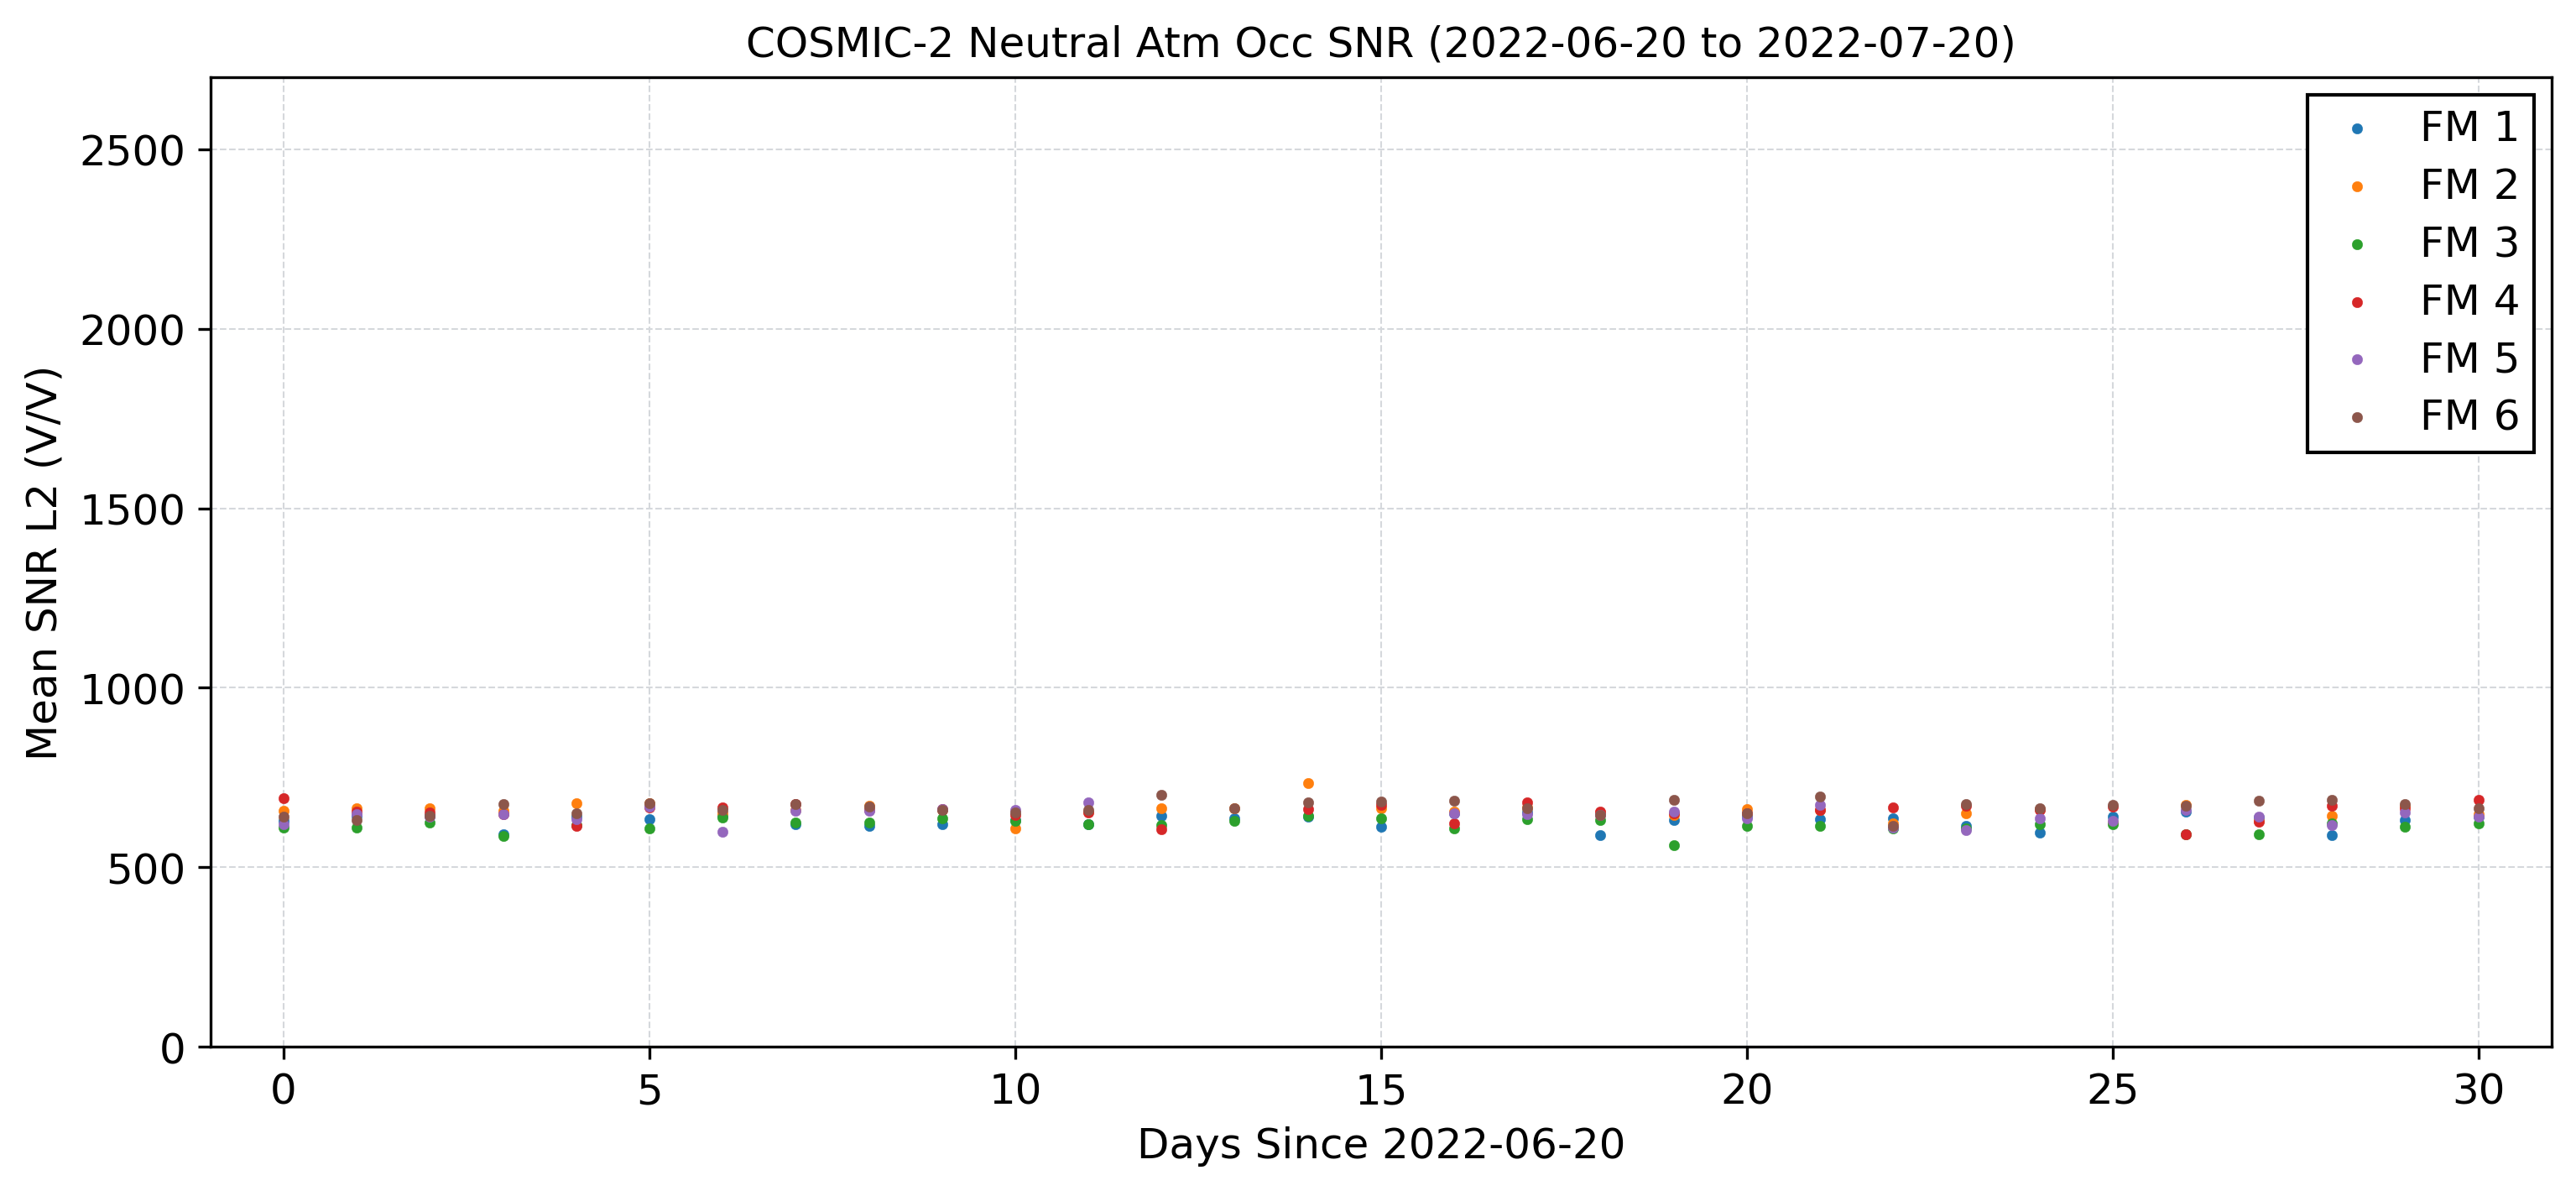 COSMIC-2 Neutral Atm Occ SNR (2022-06-20 to 2022-07-20)
Mean SNR L2 (V/V)
2500
2000
1500
1000
500
0
FM 1
FM 2
FM 3
FM 4
FM 5
FM 6
0 5 10 15 20 25 30
Days Since 2022-06-20